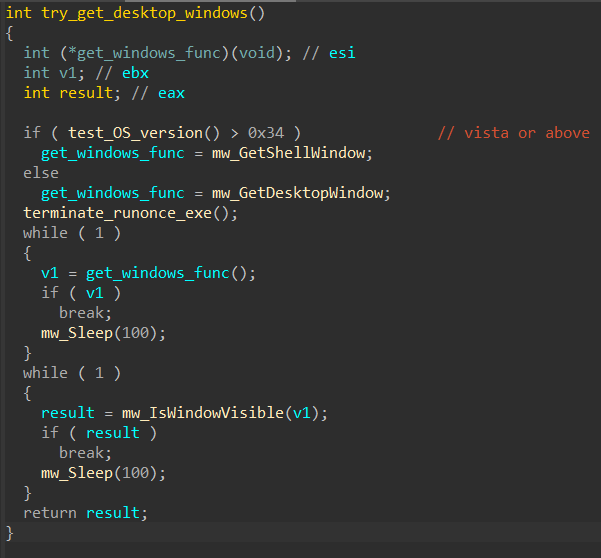 int try_get_desktop_windows()
{
  int (*get_windows_func)(void); // esi
  int v1; // ebx
  int result; // eax

  if ( test_OS_version() > 0x34 )               // vista or above
    get_windows_func = mw_GetShellWindow;
  else
    get_windows_func = mw_GetDesktopWindow;
  terminate_runonce_exe();
  while ( 1 )
  {
    v1 = get_windows_func();
    if ( v1 )
      break;
    mw_Sleep(100);
  }
  while ( 1 )
  {
    result = mw_IsWindowVisible(v1);
    if ( result )
      break;
    mw_Sleep(100);
  }
  return result;
}